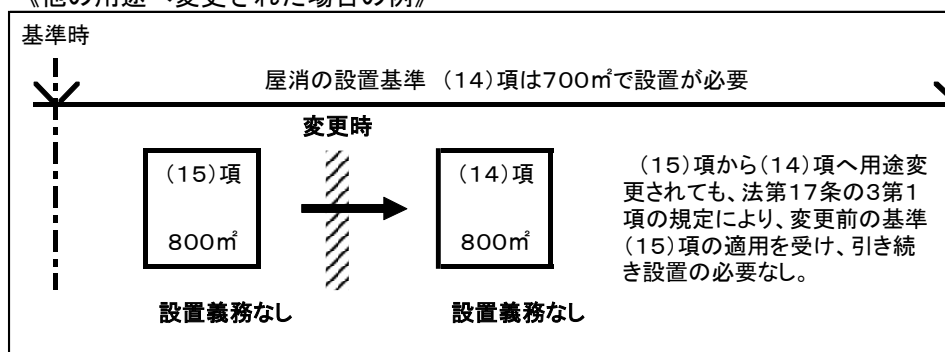 《他の用途へ変更された場合の例》
基準時
屋消の設置基準 (14)項は700㎡で設置が必要
変更時
(15)項
800㎡
(14)項
800㎡
(15)項から(14)項へ用途変
更されても、法第17条の3第1
項の規定により、変更前の基準
(15)項の適用を受け、引き続
き設置の必要なし。
設置義務なし
設置義務なし